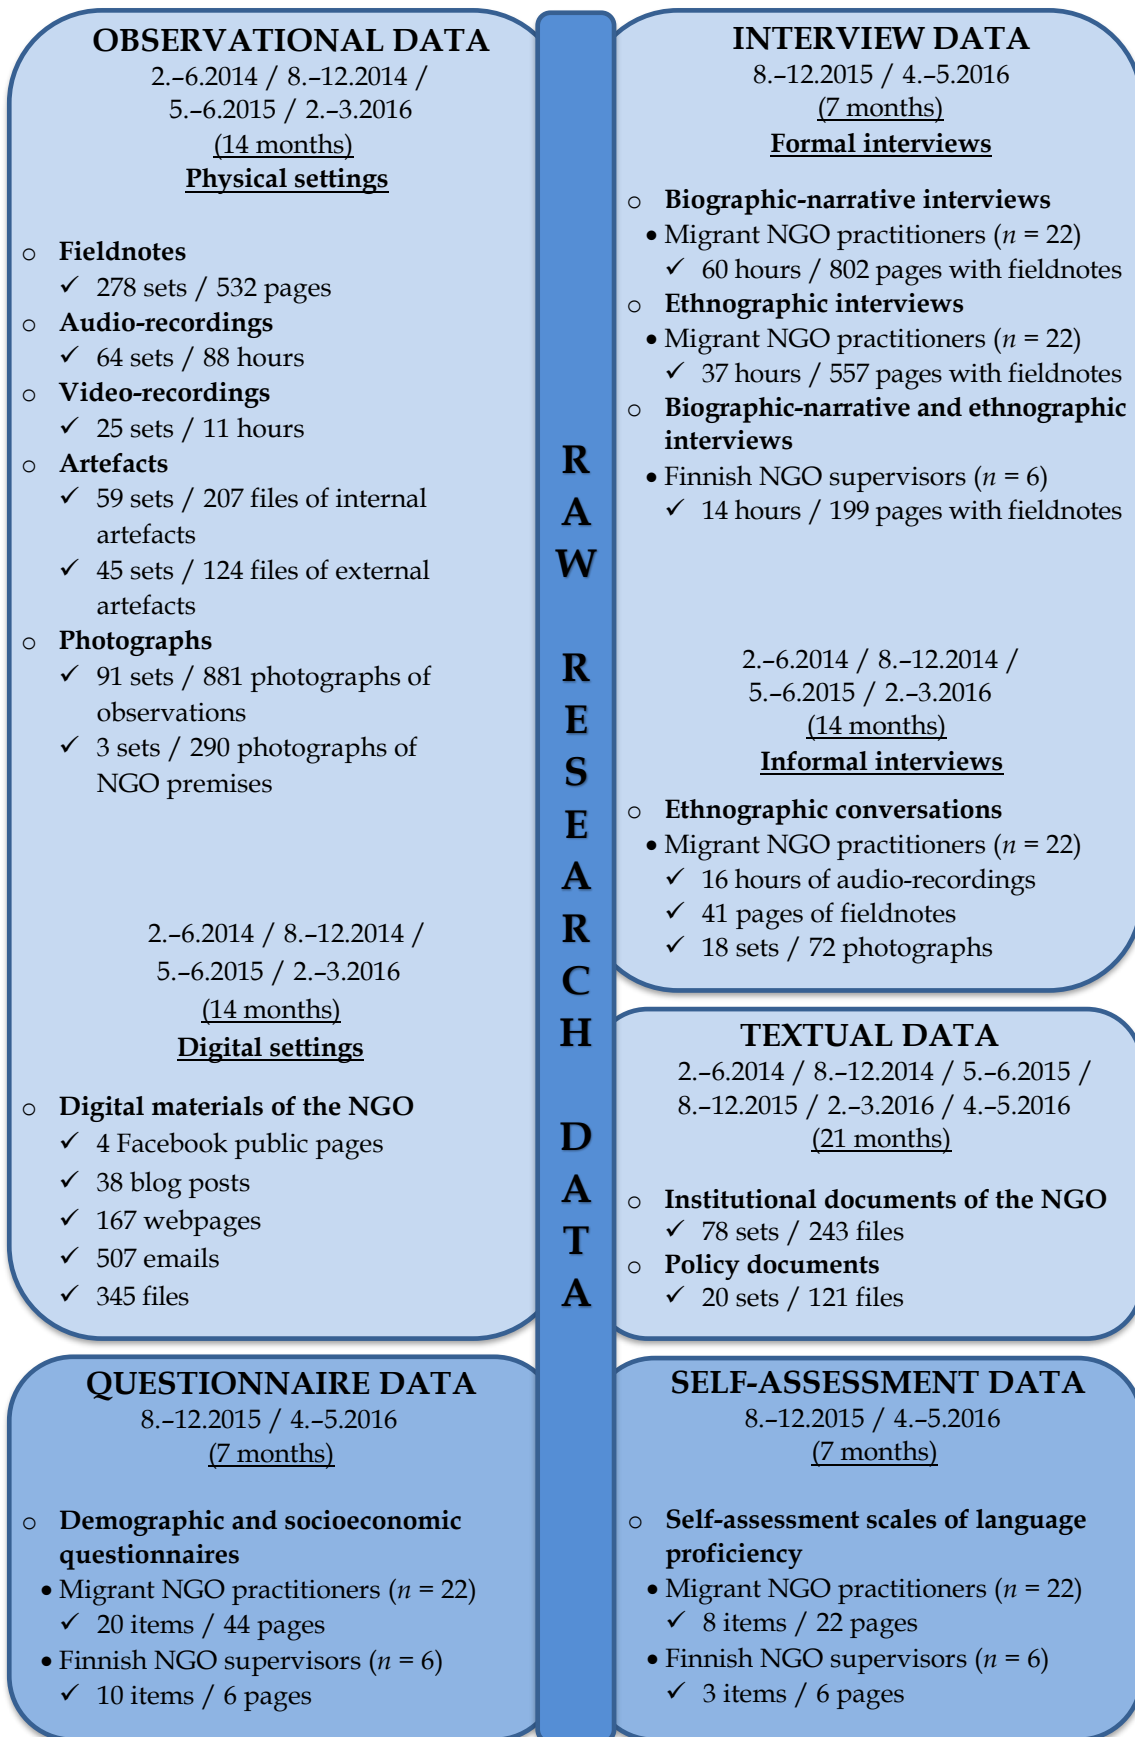 OBSERVATIONAL DATA
2.–6.2014 / 8.–12.2014 /
5.–6.2015 / 2.–3.2016
(14 months)
Physical settings
o Fieldnotes
✓ 278 sets / 532 pages
o Audio-recordings
✓ 64 sets / 88 hours
o Video-recordings
✓ 25 sets / 11 hours
o Artefacts
✓ 59 sets / 207 files of internal
artefacts
✓ 45 sets / 124 files of external
artefacts
o Photographs
✓ 91 sets / 881 photographs of
observations
✓ 3 sets / 290 photographs of
NGO premises
2.–6.2014 / 8.–12.2014 /
5.–6.2015 / 2.–3.2016
(14 months)
Digital settings
o Digital materials of the NGO
✓ 4 Facebook public pages
✓ 38 blog posts
✓ 167 webpages
✓ 507 emails
✓ 345 files
RAW RESEARCH DATA
INTERVIEW DATA
8.–12.2015 / 4.–5.2016
(7 months)
Formal interviews
o Biographic-narrative interviews
• Migrant NGO practitioners (n = 22)
✓ 60 hours / 802 pages with fieldnotes
o Ethnographic interviews
• Migrant NGO practitioners (n = 22)
✓ 37 hours / 557 pages with fieldnotes
o Biographic-narrative and ethnographic
interviews
• Finnish NGO supervisors (n = 6)
✓ 14 hours / 199 pages with fieldnotes
2.–6.2014 / 8.–12.2014 /
5.–6.2015 / 2.–3.2016
(14 months)
Informal interviews
o Ethnographic conversations
• Migrant NGO practitioners (n = 22)
✓ 16 hours of audio-recordings
✓ 41 pages of fieldnotes
✓ 18 sets / 72 photographs
TEXTUAL DATA
2.–6.2014 / 8.–12.2014 / 5.–6.2015 /
8.–12.2015 / 2.–3.2016 / 4.–5.2016
(21 months)
o Institutional documents of the NGO
✓ 78 sets / 243 files
o Policy documents
✓ 20 sets / 121 files
QUESTIONNAIRE DATA
8.–12.2015 / 4.–5.2016
(7 months)
o Demographic and socioeconomic
questionnaires
• Migrant NGO practitioners (n = 22)
✓ 20 items / 44 pages
• Finnish NGO supervisors (n = 6)
✓ 10 items / 6 pages
SELF-ASSESSMENT DATA
8.–12.2015 / 4.–5.2016
(7 months)
o Self-assessment scales of language
proficiency
• Migrant NGO practitioners (n = 22)
✓ 8 items / 22 pages
• Finnish NGO supervisors (n = 6)
✓ 3 items / 6 pages